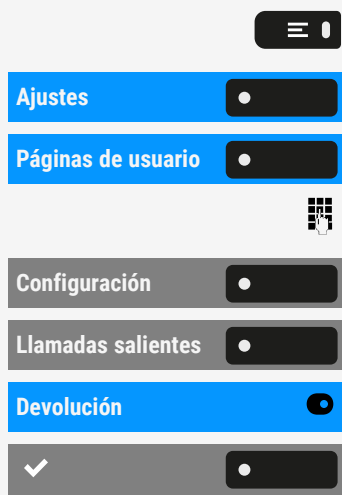 Ajustes
Páginas de usuario
Configuración
Llamadas salientes
Devolución